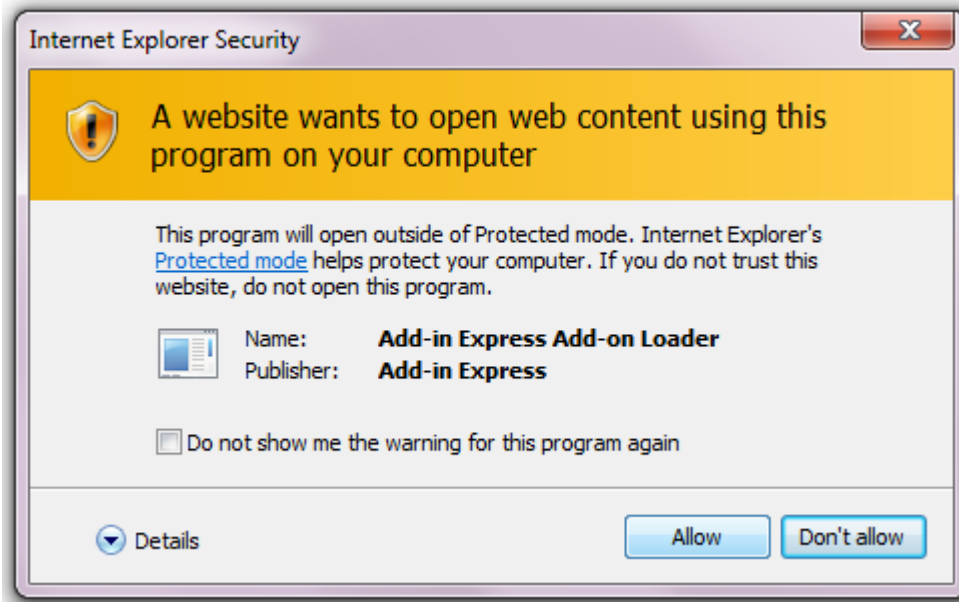 Internet Explorer Security
A website wants to open web content using this
program on your computer
This program will open outside of Protected mode. Internet Explorer's
Protected mode helps protect your computer. If you do not trust this
website, do not open this program.
Name: Add-in Express Add-on Loader
Publisher: Add-in Express
Do not show me the warning for this program again
Details Allow Don't allow